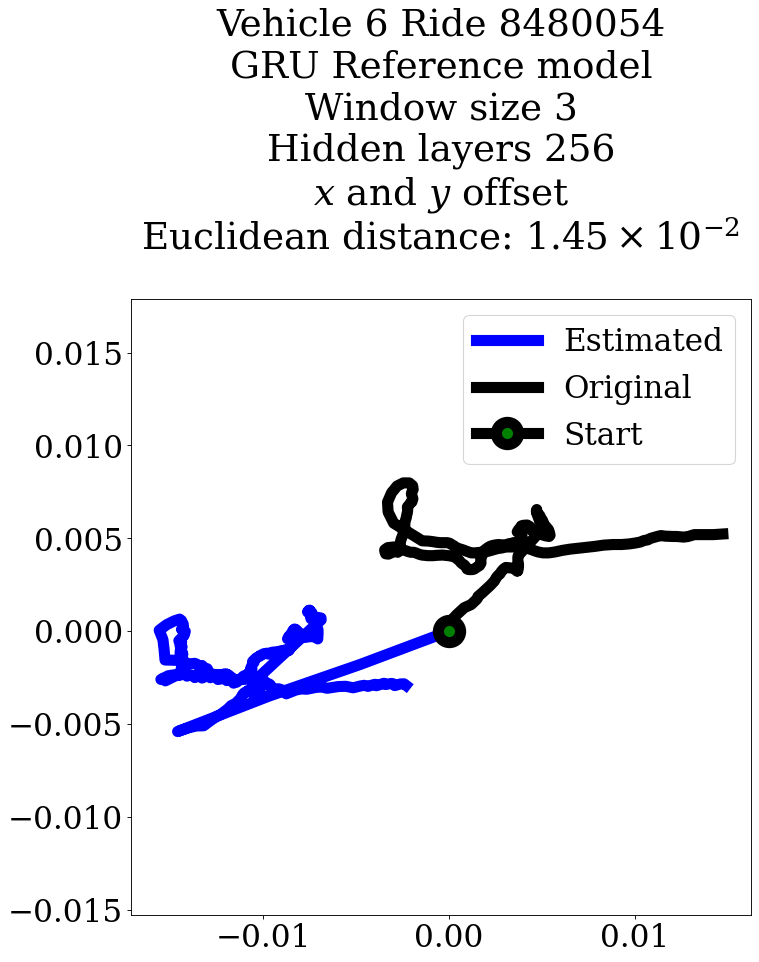 Vehicle 6 Ride 8480054
GRU Reference model
Window size 3
Hidden layers 256
x and y offset
Euclidean distance: 1.45 × 10⁻²
Estimated
Original
Start
0.015
0.010
0.005
0.000
−0.005
−0.010
−0.015
−0.01 0.00 0.01